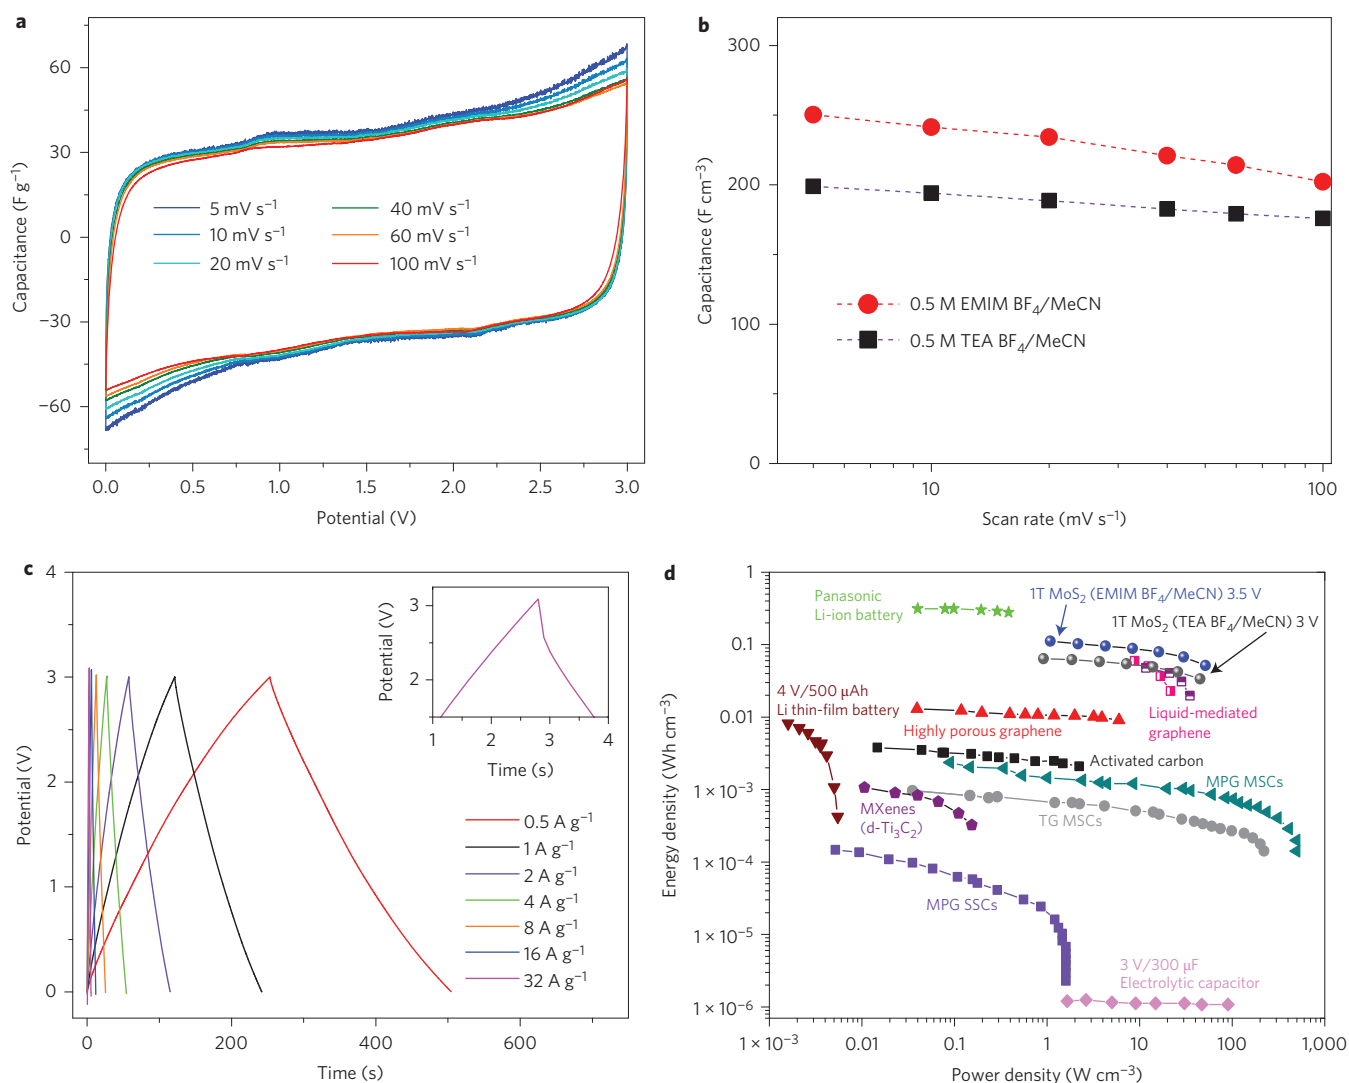 a
Capacitance (F g⁻¹)
60
30
0
−30
−60
5 mV s⁻¹
10 mV s⁻¹
20 mV s⁻¹
40 mV s⁻¹
60 mV s⁻¹
100 mV s⁻¹
0.0 0.5 1.0 1.5 2.0 2.5 3.0
Potential (V)
b
Capacitance (F cm⁻³)
300
200
100
0
0.5 M EMIM BF₄/MeCN
0.5 M TEA BF₄/MeCN
10 100
Scan rate (mV s⁻¹)
c
Potential (V)
4
3
2
1
0
Potential (V)
3
2
1 2 3 4
Time (s)
0.5 A g⁻¹
1 A g⁻¹
2 A g⁻¹
4 A g⁻¹
8 A g⁻¹
16 A g⁻¹
32 A g⁻¹
0 200 400 600
Time (s)
d
Energy density (Wh cm⁻³)
1
0.1
0.01
1 × 10⁻³
1 × 10⁻⁴
1 × 10⁻⁵
1 × 10⁻⁶
Panasonic
Li-ion battery
1T MoS₂ (EMIM BF₄/MeCN) 3.5 V
1T MoS₂ (TEA BF₄/MeCN) 3 V
4 V/500 μAh
Li thin-film battery
Highly porous graphene
Liquid-mediated
graphene
Activated carbon
MPG MSCs
MXenes
(d-Ti₃C₂)
TG MSCs
MPG SSCs
3 V/300 μF
Electrolytic capacitor
1 × 10⁻³ 0.01 0.1 1 10 100 1,000
Power density (W cm⁻³)